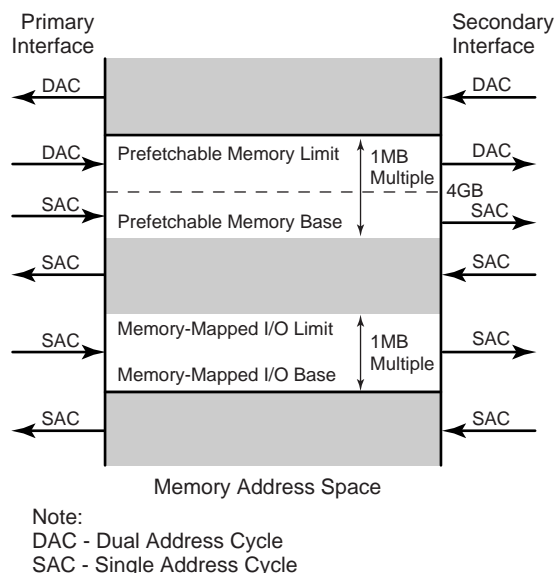 Primary
Interface
Secondary
Interface
DAC
DAC
DAC
Prefetchable Memory Limit
1MB
Multiple
DAC
4GB
SAC
Prefetchable Memory Base
SAC
SAC
SAC
Memory-Mapped I/O Limit
SAC
1MB
Multiple
SAC
Memory-Mapped I/O Base
SAC
SAC
Memory Address Space
Note:
DAC - Dual Address Cycle
SAC - Single Address Cycle